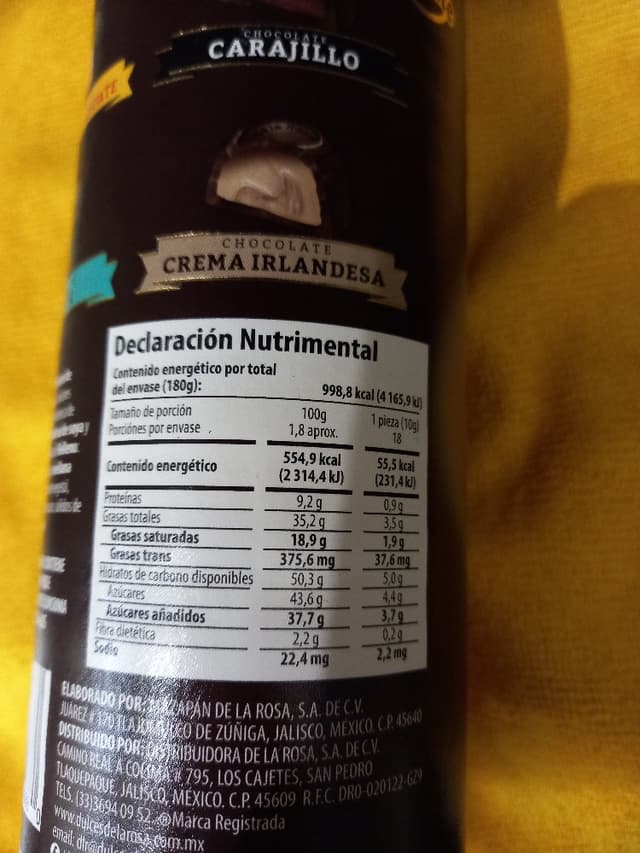 CHOCOLATE
CARAJILLO
CHOCOLATE
CREMA IRLANDESA
Declaración Nutrimental
Contenido energético por total
del envase (180g): 998,8 kcal (4 165,9 kJ)
Tamaño de porción 100g 1 pieza (10g)
Porciónes por envase 1,8 aprox. 18
Contenido energético 554,9 kcal 55,5 kcal
(2 314,4 kJ) (231,4 kJ)
Proteínas 9,2 g 0,9 g
Grasas totales 35,2 g 3,5 g
Grasas saturadas 18,9 g 1,9 g
Grasas trans 375,6 mg 37,6 mg
Hidratos de carbono disponibles 50,3 g 5,0 g
Azúcares 43,6 g 4,4 g
Azúcares añadidos 37,7 g 3,7 g
Fibra dietética 2,2 g 0,2 g
Sodio 22,4 mg 2,2 mg
ELABORADO POR: DE LA ROSA, S.A. DE C.V.
JUÁREZ # 170 DE ZÚÑIGA, JALISCO, MÉXICO. C.P. 45640
DISTRIBUIDO POR: DISTRIBUIDORA DE LA ROSA, S.A. DE C.V.
CAMINO REAL A COLIMA # 795, LOS CAJETES, SAN PEDRO
TLAQUEPAQUE, JALISCO, MÉXICO. C.P. 45609 R.F.C. DRO-020122-G29
TELS. (33)3694 09 52 ®Marca Registrada
www.dulcesdelarosa.com.mx
email: